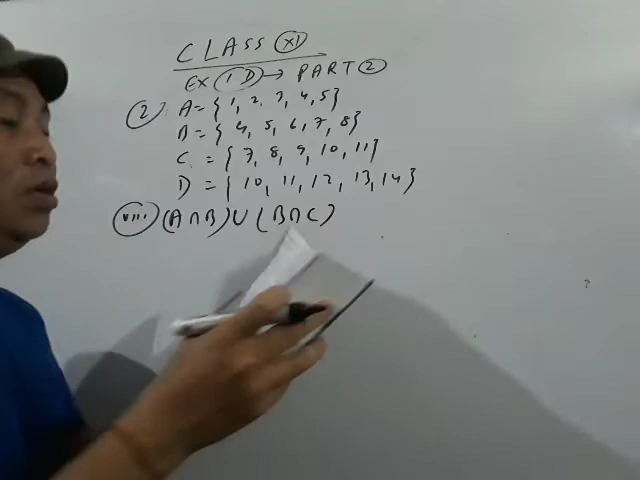 CLASS XI
EX 1D → PART 2
2 A = { 1, 2, 3, 4, 5}
B = { 4, 5, 6, 7, 8}
C = { 7, 8, 9, 10, 11}
D = { 10, 11, 12, 13, 14}
viii (A∩B)∪(B∩C)